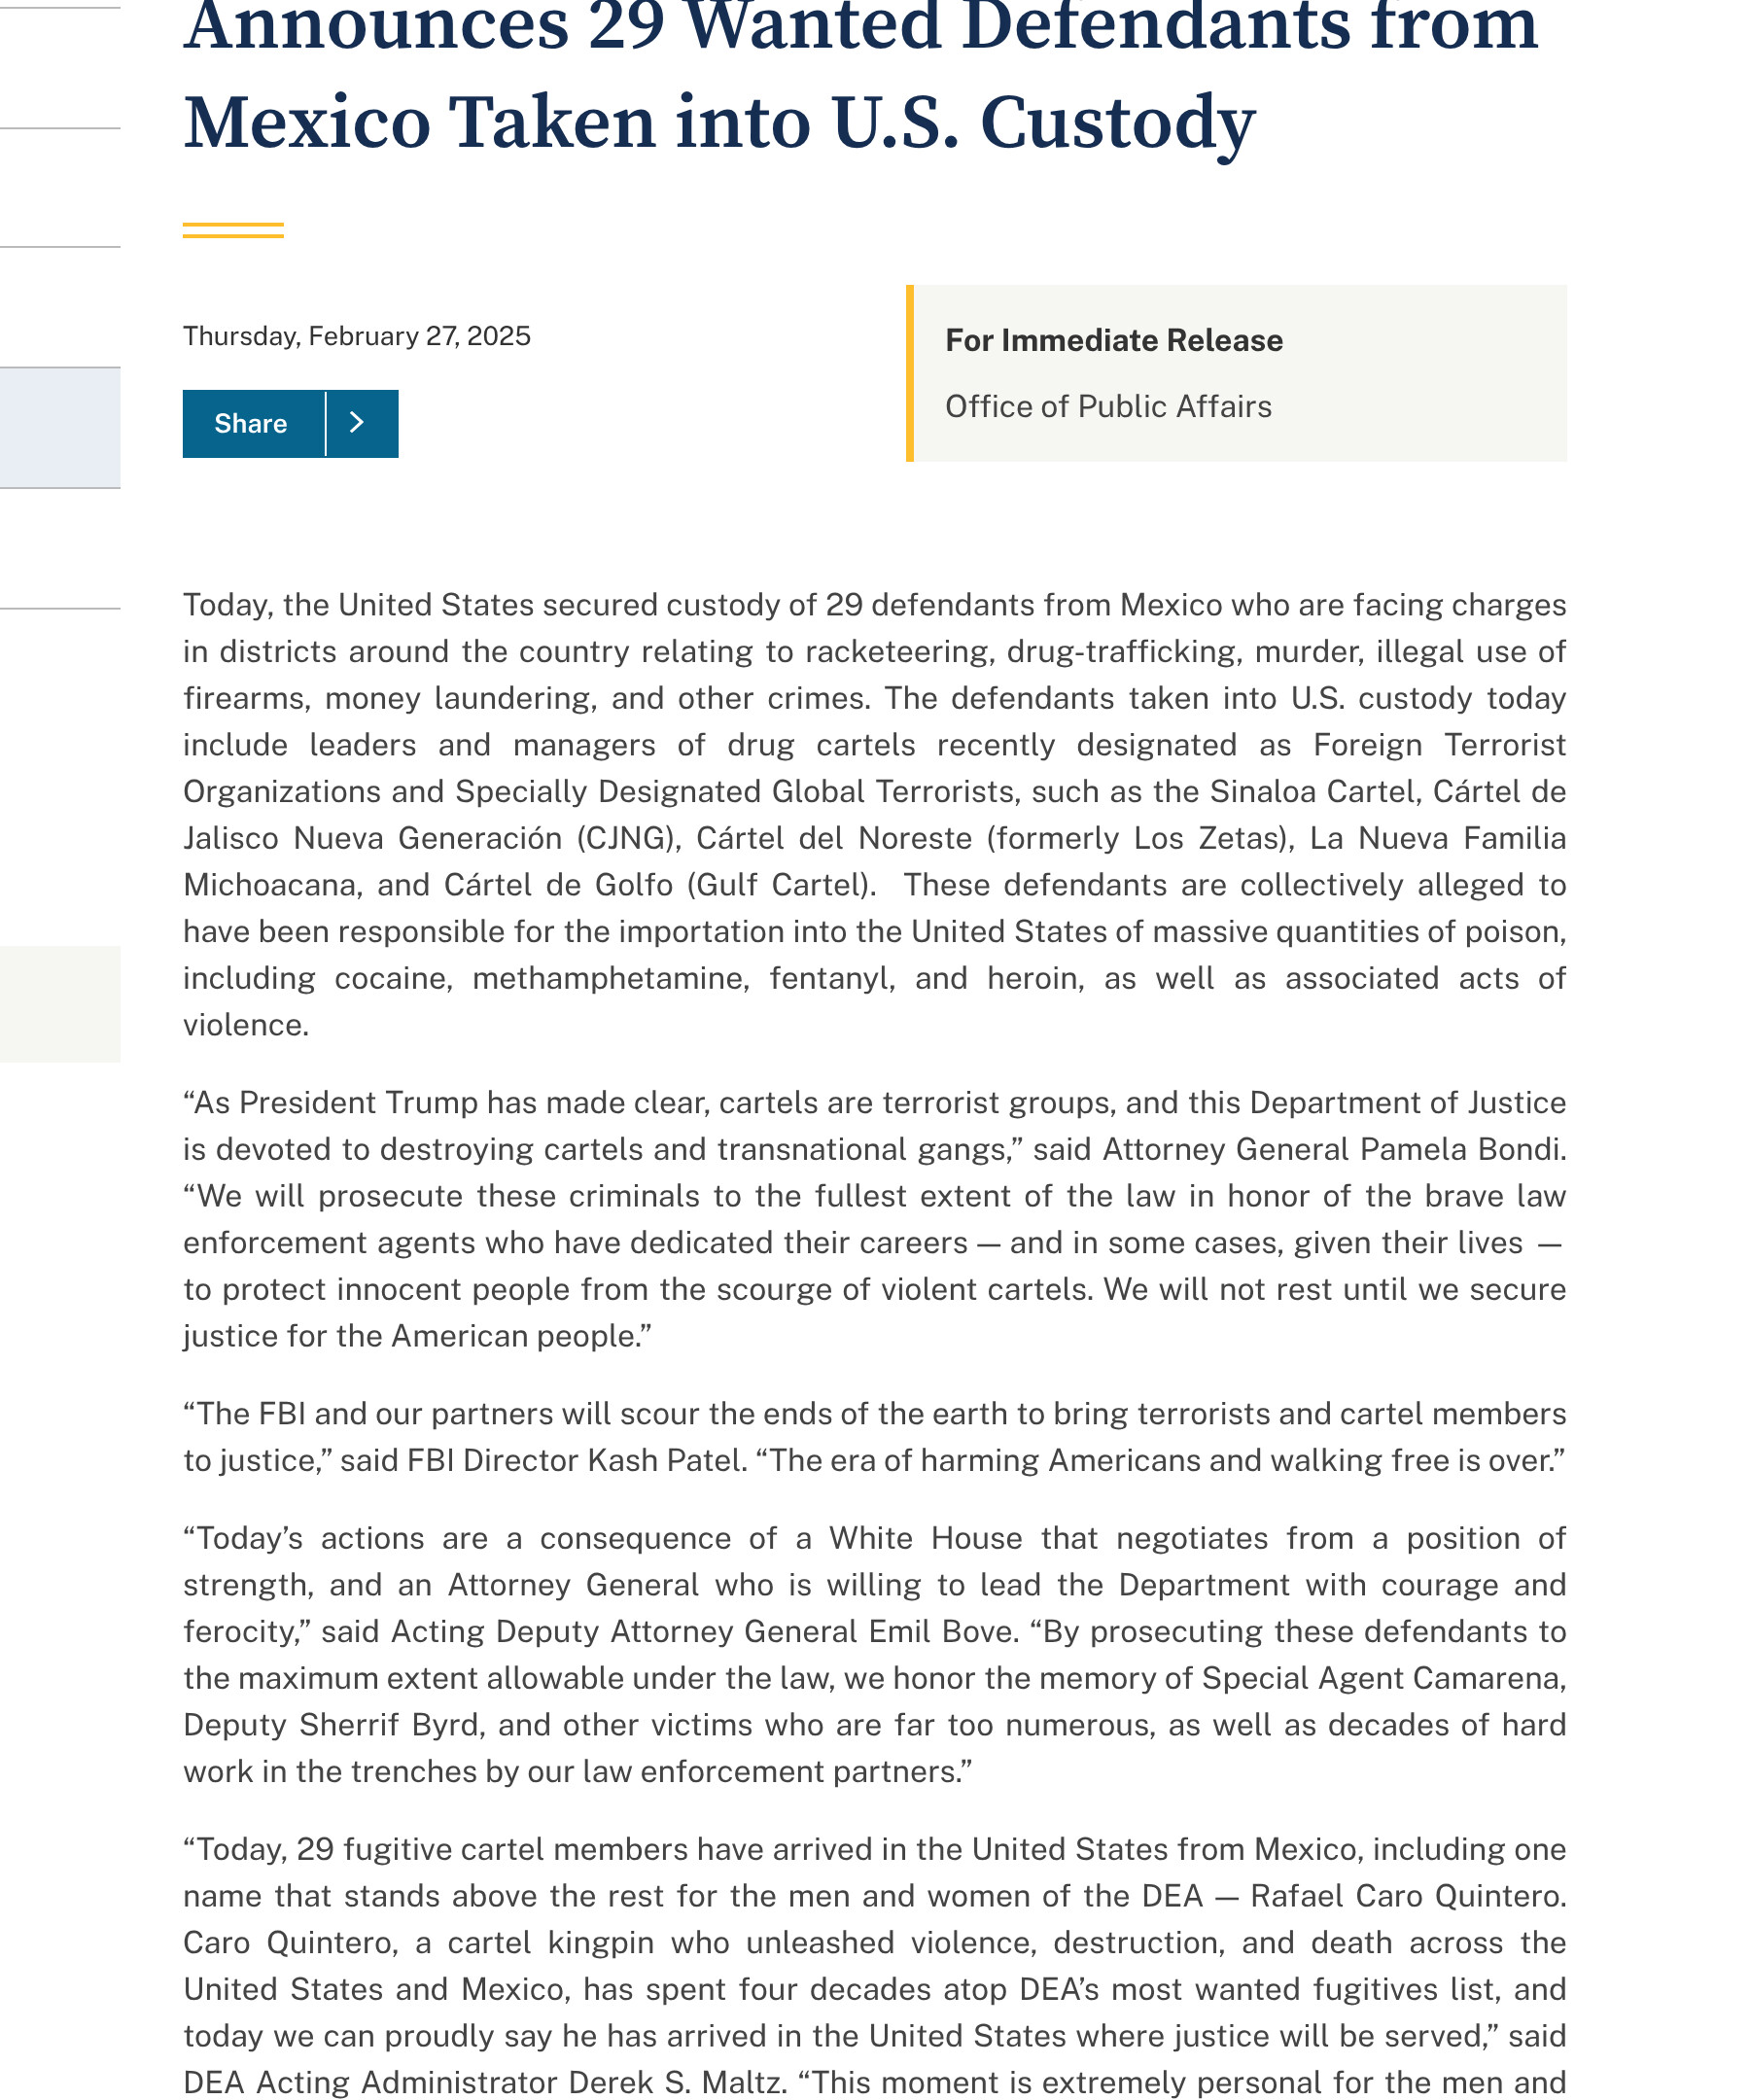 Announces 29 Wanted Defendants from
Mexico Taken into U.S. Custody
Thursday, February 27, 2025
Share
For Immediate Release
Office of Public Affairs
Today, the United States secured custody of 29 defendants from Mexico who are facing charges
in districts around the country relating to racketeering, drug-trafficking, murder, illegal use of
firearms, money laundering, and other crimes. The defendants taken into U.S. custody today
include leaders and managers of drug cartels recently designated as Foreign Terrorist
Organizations and Specially Designated Global Terrorists, such as the Sinaloa Cartel, Cártel de
Jalisco Nueva Generación (CJNG), Cártel del Noreste (formerly Los Zetas), La Nueva Familia
Michoacana, and Cártel de Golfo (Gulf Cartel).  These defendants are collectively alleged to
have been responsible for the importation into the United States of massive quantities of poison,
including cocaine, methamphetamine, fentanyl, and heroin, as well as associated acts of
violence.
“As President Trump has made clear, cartels are terrorist groups, and this Department of Justice
is devoted to destroying cartels and transnational gangs,” said Attorney General Pamela Bondi.
“We will prosecute these criminals to the fullest extent of the law in honor of the brave law
enforcement agents who have dedicated their careers — and in some cases, given their lives —
to protect innocent people from the scourge of violent cartels. We will not rest until we secure
justice for the American people.”
“The FBI and our partners will scour the ends of the earth to bring terrorists and cartel members
to justice,” said FBI Director Kash Patel. “The era of harming Americans and walking free is over.”
“Today’s actions are a consequence of a White House that negotiates from a position of
strength, and an Attorney General who is willing to lead the Department with courage and
ferocity,” said Acting Deputy Attorney General Emil Bove. “By prosecuting these defendants to
the maximum extent allowable under the law, we honor the memory of Special Agent Camarena,
Deputy Sherrif Byrd, and other victims who are far too numerous, as well as decades of hard
work in the trenches by our law enforcement partners.”
“Today, 29 fugitive cartel members have arrived in the United States from Mexico, including one
name that stands above the rest for the men and women of the DEA — Rafael Caro Quintero.
Caro Quintero, a cartel kingpin who unleashed violence, destruction, and death across the
United States and Mexico, has spent four decades atop DEA’s most wanted fugitives list, and
today we can proudly say he has arrived in the United States where justice will be served,” said
DEA Acting Administrator Derek S. Maltz. “This moment is extremely personal for the men and